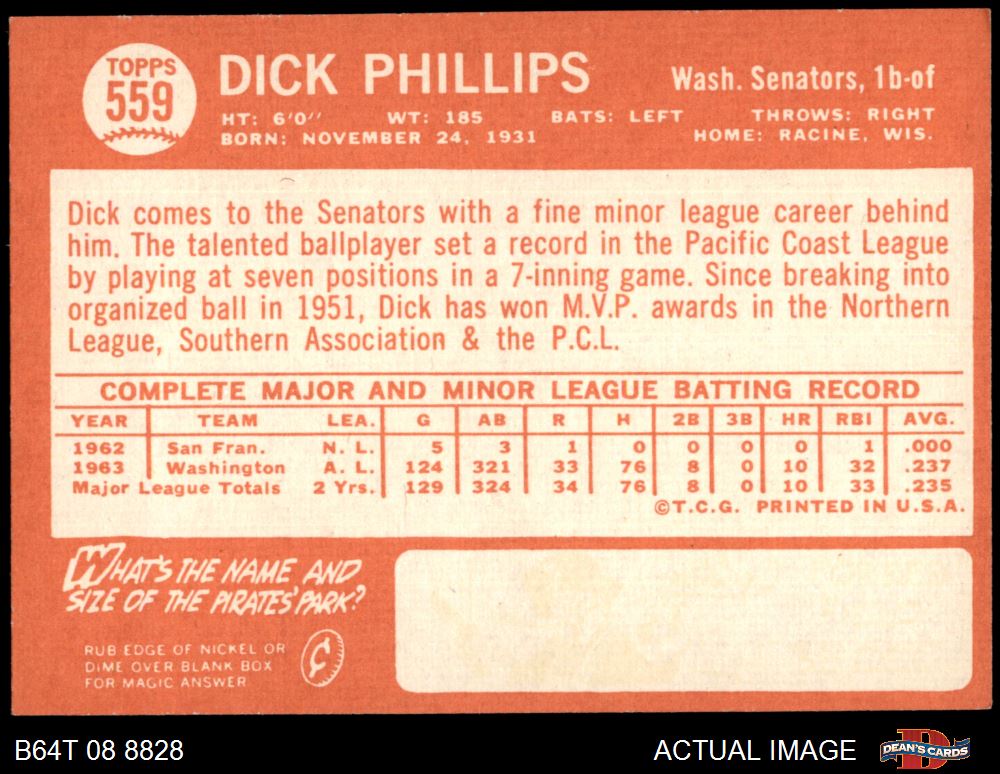 TOPPS
559
DICK PHILLIPS
Wash. Senators, 1b-of
HT: 6'0'' WT: 185 BATS: LEFT THROWS: RIGHT
BORN: NOVEMBER 24, 1931 HOME: RACINE, WIS.
Dick comes to the Senators with a fine minor league career behind
him. The talented ballplayer set a record in the Pacific Coast League
by playing at seven positions in a 7-inning game. Since breaking into
organized ball in 1951, Dick has won M.V.P. awards in the Northern
League, Southern Association & the P.C.L.
COMPLETE MAJOR AND MINOR LEAGUE BATTING RECORD
YEAR TEAM LEA. G AB R H 2B 3B HR RBI AVG.
1962 San Fran. N. L. 5 3 1 0 0 0 0 1 .000
1963 Washington A. L. 124 321 33 76 8 0 10 32 .237
Major League Totals 2 Yrs. 129 324 34 76 8 0 10 33 .235
©T.C.G. PRINTED IN U.S.A.
WHAT'S THE NAME AND
SIZE OF THE PIRATES' PARK?
RUB EDGE OF NICKEL OR
DIME OVER BLANK BOX
FOR MAGIC ANSWER
¢
B64T 08 8828
ACTUAL IMAGE
DEAN'S CARDS